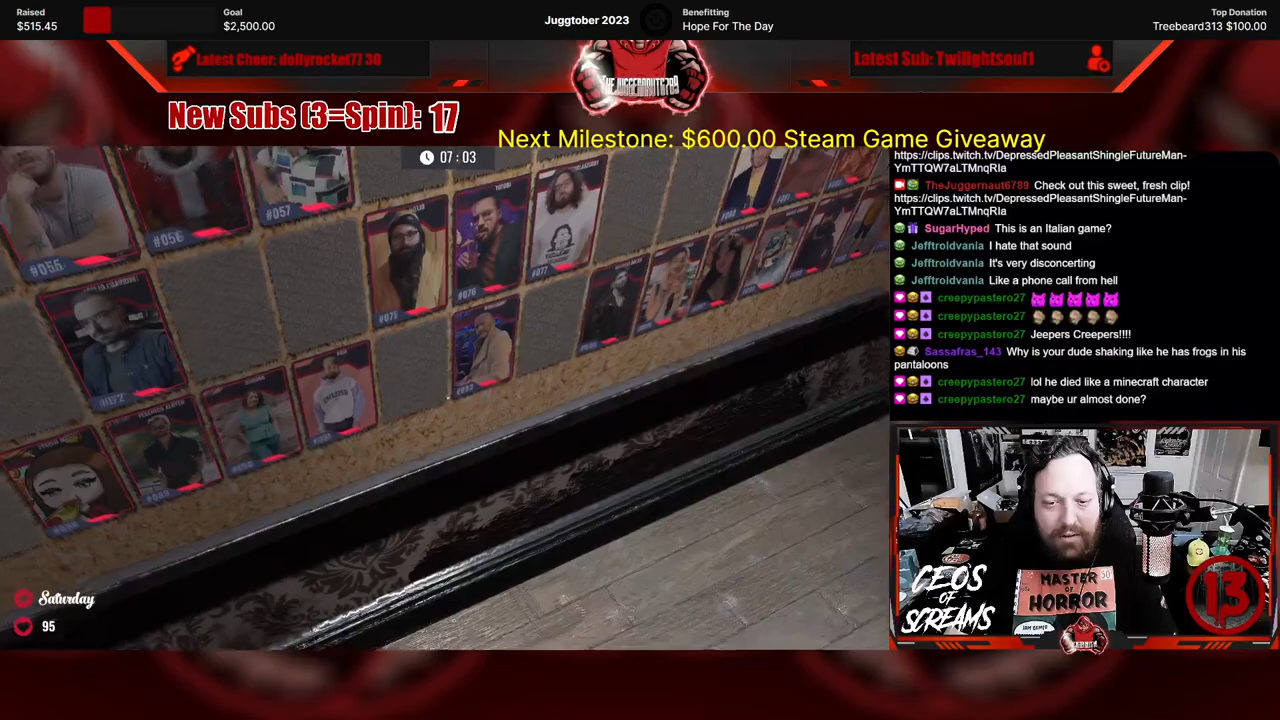 Raised
$515.45
Goal
$2,500.00
Juggtober 2023
Benefitting
Hope For The Day
Top Donation
Treebeard313 $100.00
Latest Cheer: dollyrocket77 30
THEJUGGERNAUT6789
Latest Sub: Twilightsoul1
New Subs (3=Spin): 17
Next Milestone: $600.00 Steam Game Giveaway
07 : 03
https://clips.twitch.tv/DepressedPleasantShingleFutureMan-
YmTTQW7aLTMnqRIa
TheJuggernaut6789 Check out this sweet, fresh clip!
https://clips.twitch.tv/DepressedPleasantShingleFutureMan-
YmTTQW7aLTMnqRIa
SugarHyped This is an Italian game?
Jefftroldvania I hate that sound
Jefftroldvania It's very disconcerting
Jefftroldvania Like a phone call from hell
creepypastero27
creepypastero27
creepypastero27 Jeepers Creepers!!!!
Sassafras_143 Why is your dude shaking like he has frogs in his
pantaloons
creepypastero27 lol he died like a minecraft character
creepypastero27 maybe ur almost done?
#055
#056
#057
#072
#075
#076
#077
Saturday
95
CEOS
OF
SCREAMS
MASTER
OF
HORROR
13